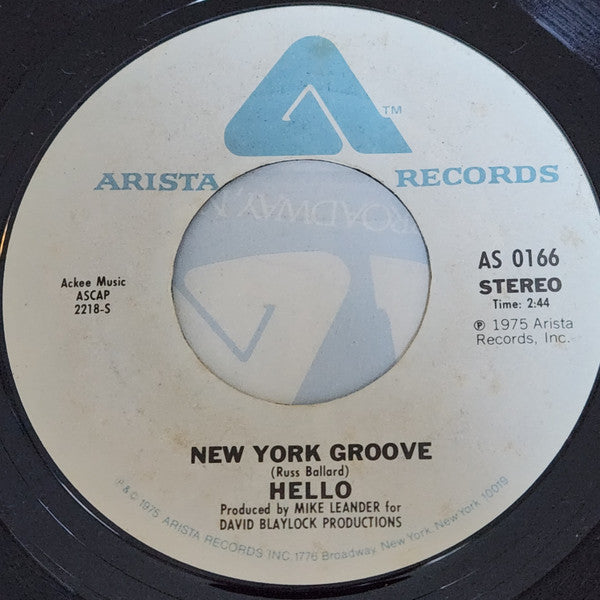 TM
ARISTA RECORDS
ROADWAY, N
Ackee Music
ASCAP
2218-S
AS 0166
STEREO
Time: 2:44
℗ 1975 Arista
Records, Inc.
NEW YORK GROOVE
(Russ Ballard)
HELLO
Produced by MIKE LEANDER for
DAVID BLAYLOCK PRODUCTIONS
℗ & © 1975 ARISTA RECORDS INC. 1776 Broadway, New York, New York 10019